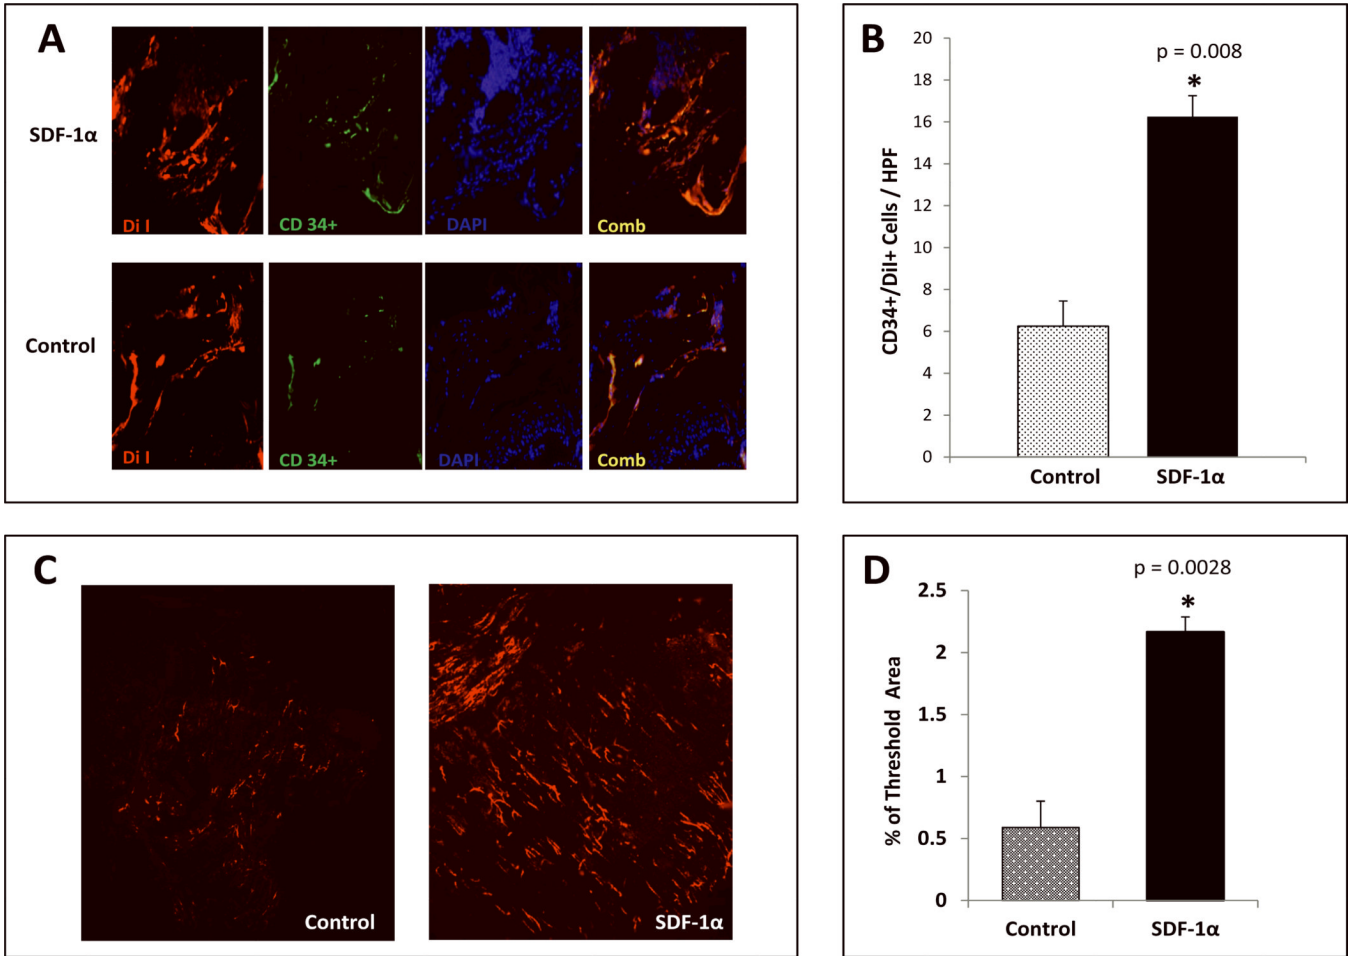 A
SDF-1α
Di I
CD 34+
DAPI
Comb
Control
Di I
CD 34+
DAPI
Comb
B
p = 0.008
*
20
18
16
14
12
10
8
6
4
2
0
CD34+/DiI+ Cells / HPF
Control
SDF-1α
C
Control
SDF-1α
D
p = 0.0028
*
2.5
2
1.5
1
0.5
0
% of Threshold Area
Control
SDF-1α